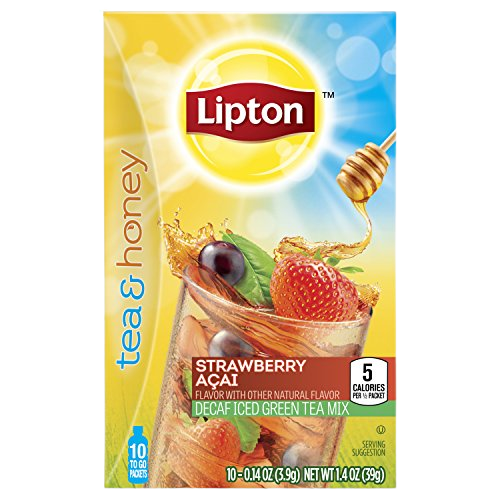 Lipton
™
tea & honey
STRAWBERRY
AÇAI
FLAVOR WITH OTHER NATURAL FLAVOR
DECAF ICED GREEN TEA MIX
5
CALORIES
PER ½ PACKET
U
SERVING
SUGGESTION
10
TO GO
PACKETS
10 - 0.14 OZ (3.9g) NET WT 1.4 OZ (39g)